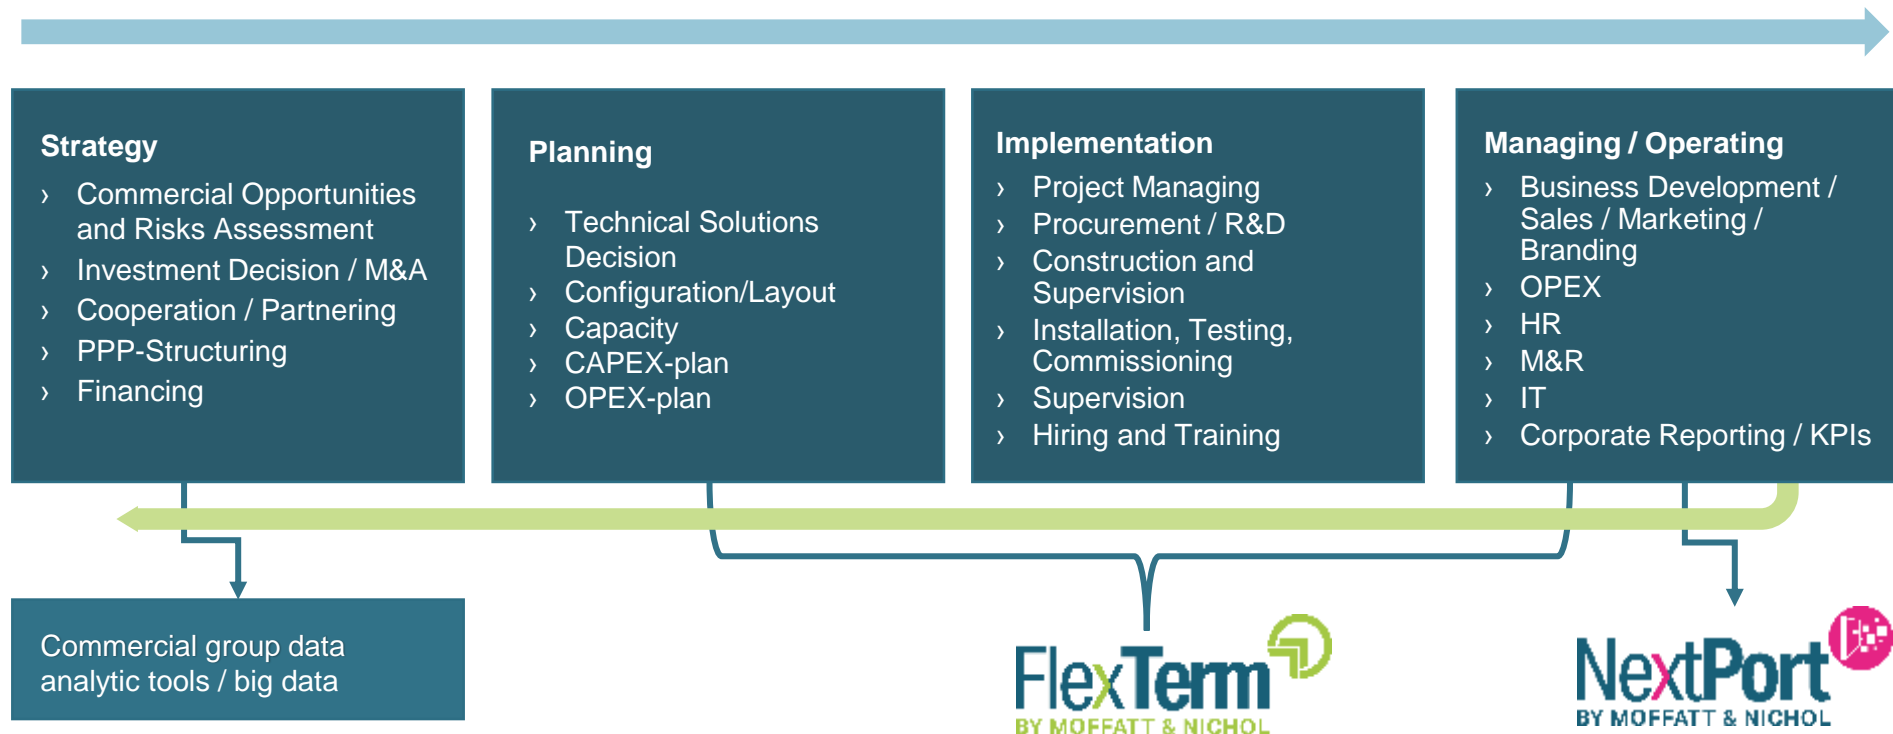 Strategy
› Commercial Opportunities
and Risks Assessment
› Investment Decision / M&A
› Cooperation / Partnering
› PPP-Structuring
› Financing
Planning
› Technical Solutions
Decision
› Configuration/Layout
› Capacity
› CAPEX-plan
› OPEX-plan
Implementation
› Project Managing
› Procurement / R&D
› Construction and
Supervision
› Installation, Testing,
Commissioning
› Supervision
› Hiring and Training
Managing / Operating
› Business Development /
Sales / Marketing /
Branding
› OPEX
› HR
› M&R
› IT
› Corporate Reporting / KPIs
Commercial group data
analytic tools / big data
FlexTerm
BY MOFFATT & NICHOL
NextPort
BY MOFFATT & NICHOL